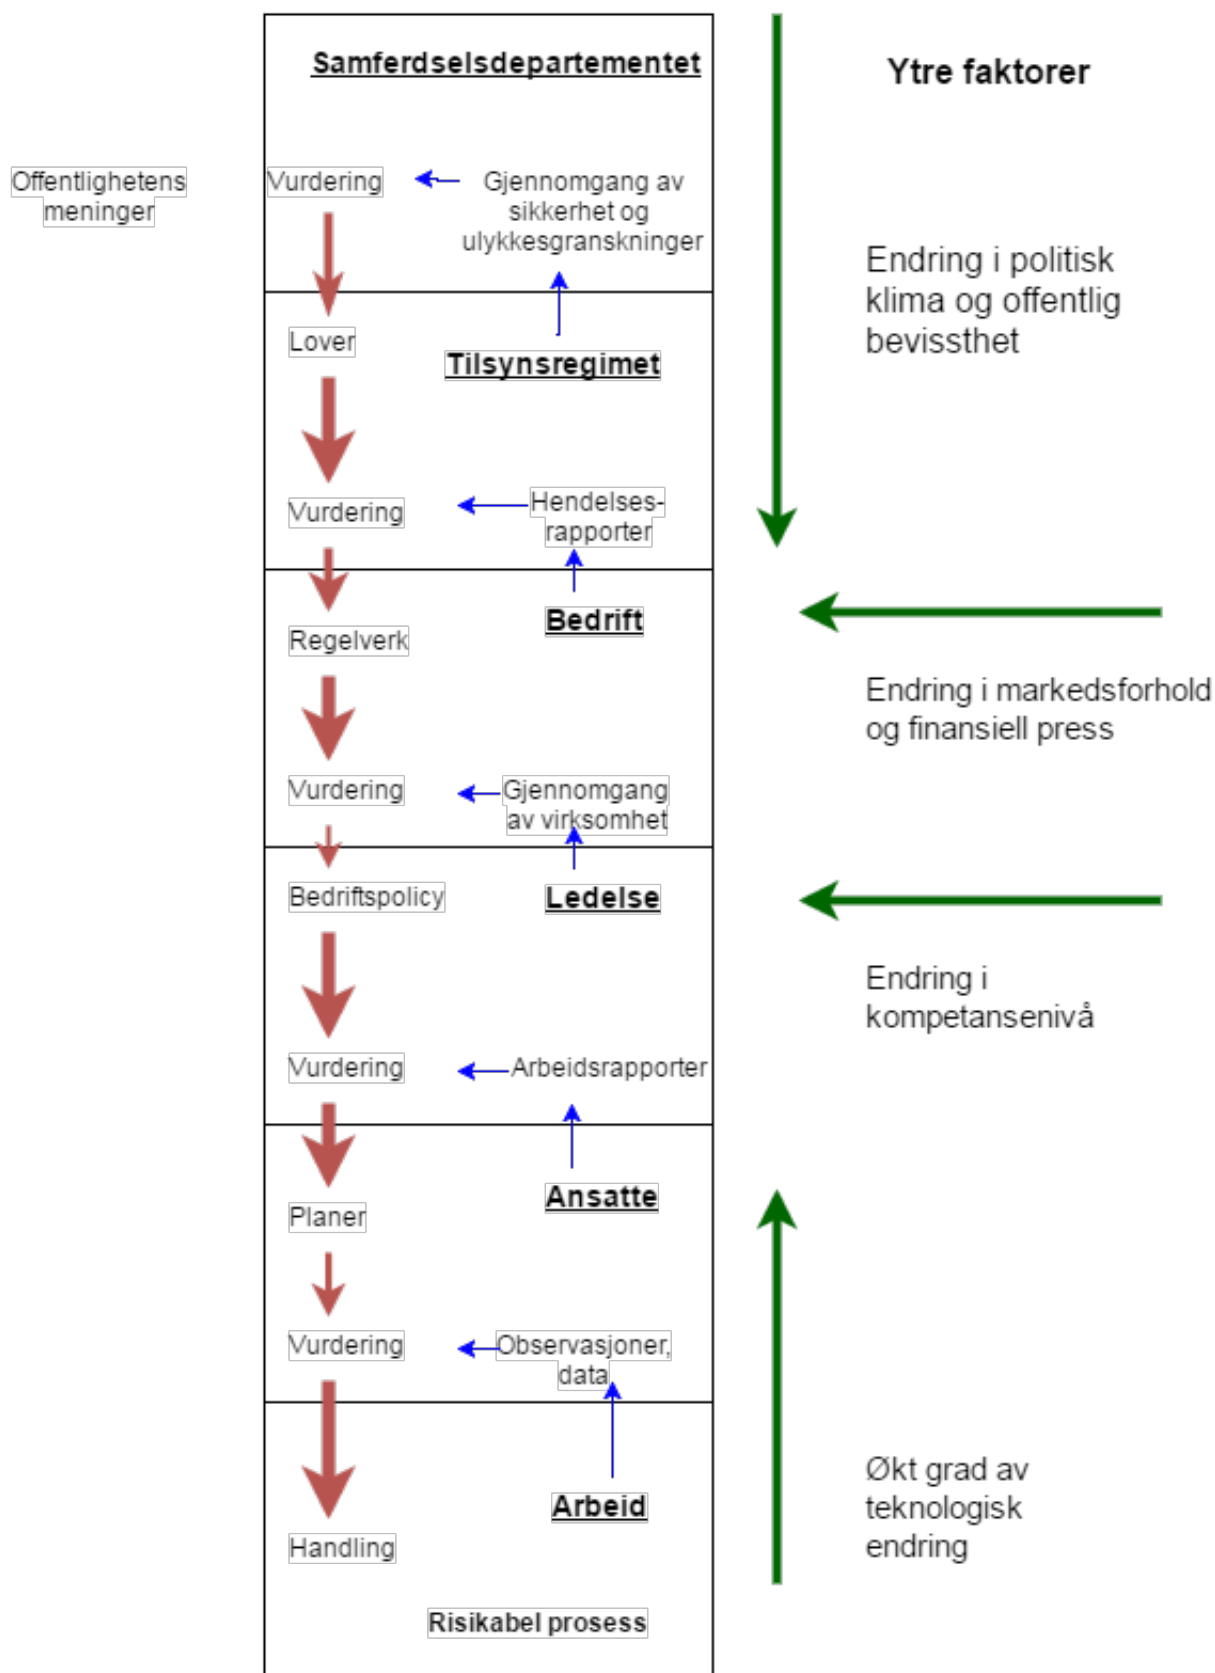 Samferdselsdepartementet
Ytre faktorer
Offentlighetens
meninger
Vurdering
Gjennomgang av
sikkerhet og
ulykkesgranskninger
Endring i politisk
klima og offentlig
bevissthet
Lover
Tilsynsregimet
Vurdering
Hendelses-
rapporter
Bedrift
Regelverk
Endring i markedsforhold
og finansiell press
Vurdering
Gjennomgang
av virksomhet
Bedriftspolicy
Ledelse
Endring i
kompetansenivå
Vurdering
Arbeidsrapporter
Ansatte
Planer
Vurdering
Observasjoner,
data
Økt grad av
teknologisk
endring
Arbeid
Handling
Risikabel prosess